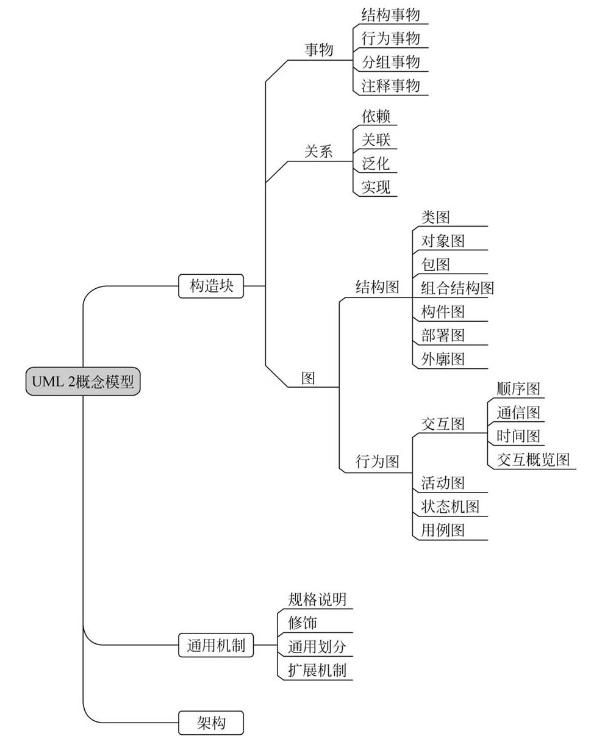 UML 2概念模型
构造块
事物
结构事物
行为事物
分组事物
注释事物
关系
依赖
关联
泛化
实现
图
结构图
类图
对象图
包图
组合结构图
构件图
部署图
外廓图
行为图
交互图
顺序图
通信图
时间图
交互概览图
活动图
状态机图
用例图
通用机制
规格说明
修饰
通用划分
扩展机制
架构